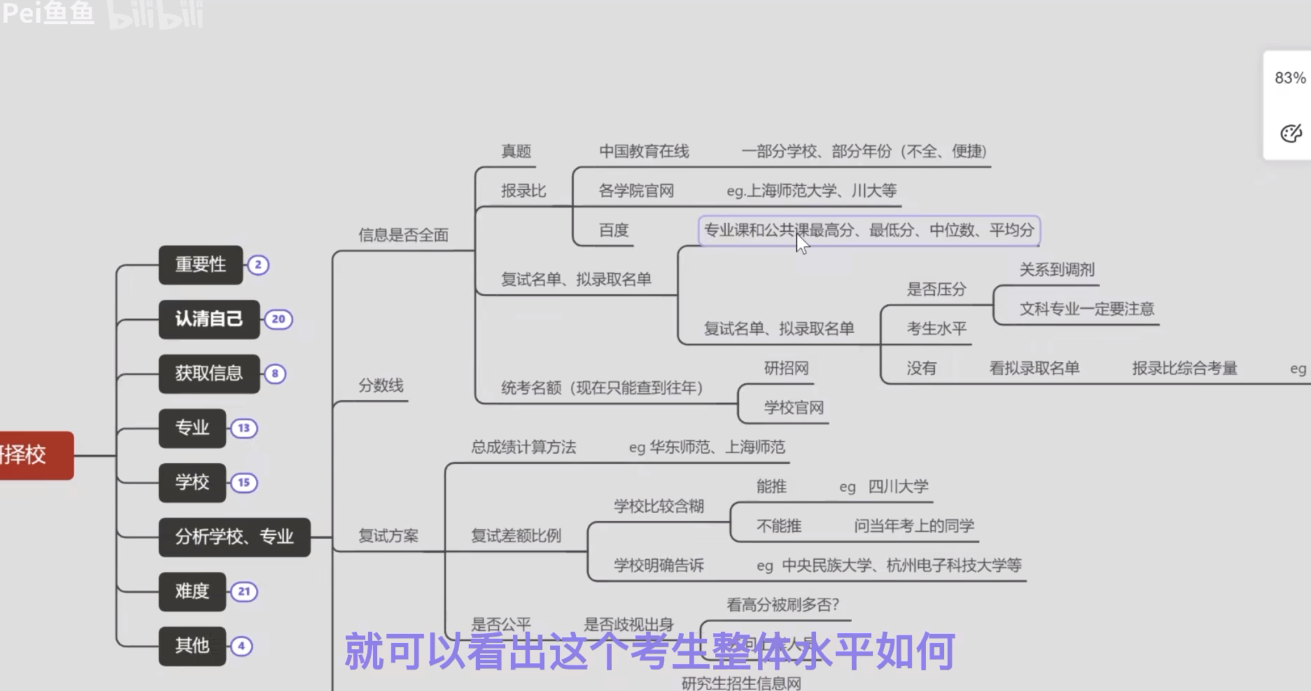 Pei鱼鱼 bilibili
83%
真题
中国教育在线
一部分学校、部分年份（不全、便捷）
报录比
各学院官网
eg.上海师范大学、川大等
百度
专业课和公共课最高分、最低分、中位数、平均分
信息是否全面
重要性 2
复试名单、拟录取名单
关系到调剂
是否压分
文科专业一定要注意
认清自己 20
复试名单、拟录取名单
考生水平
获取信息 8
没有
看拟录取名单
报录比综合考量
eg
分数线
统考名额（现在只能查到往年）
研招网
学校官网
专业 13
择校
总成绩计算方法
eg 华东师范、上海师范
学校 15
能推
eg 四川大学
学校比较含糊
不能推
问当年考上的同学
分析学校、专业
复试方案
复试差额比例
学校明确告诉
eg 中央民族大学、杭州电子科技大学等
难度 21
看高分被刷多否?
是否公平
是否歧视出身
其他 4
就可以看出这个考生整体水平如何
研究生招生信息网